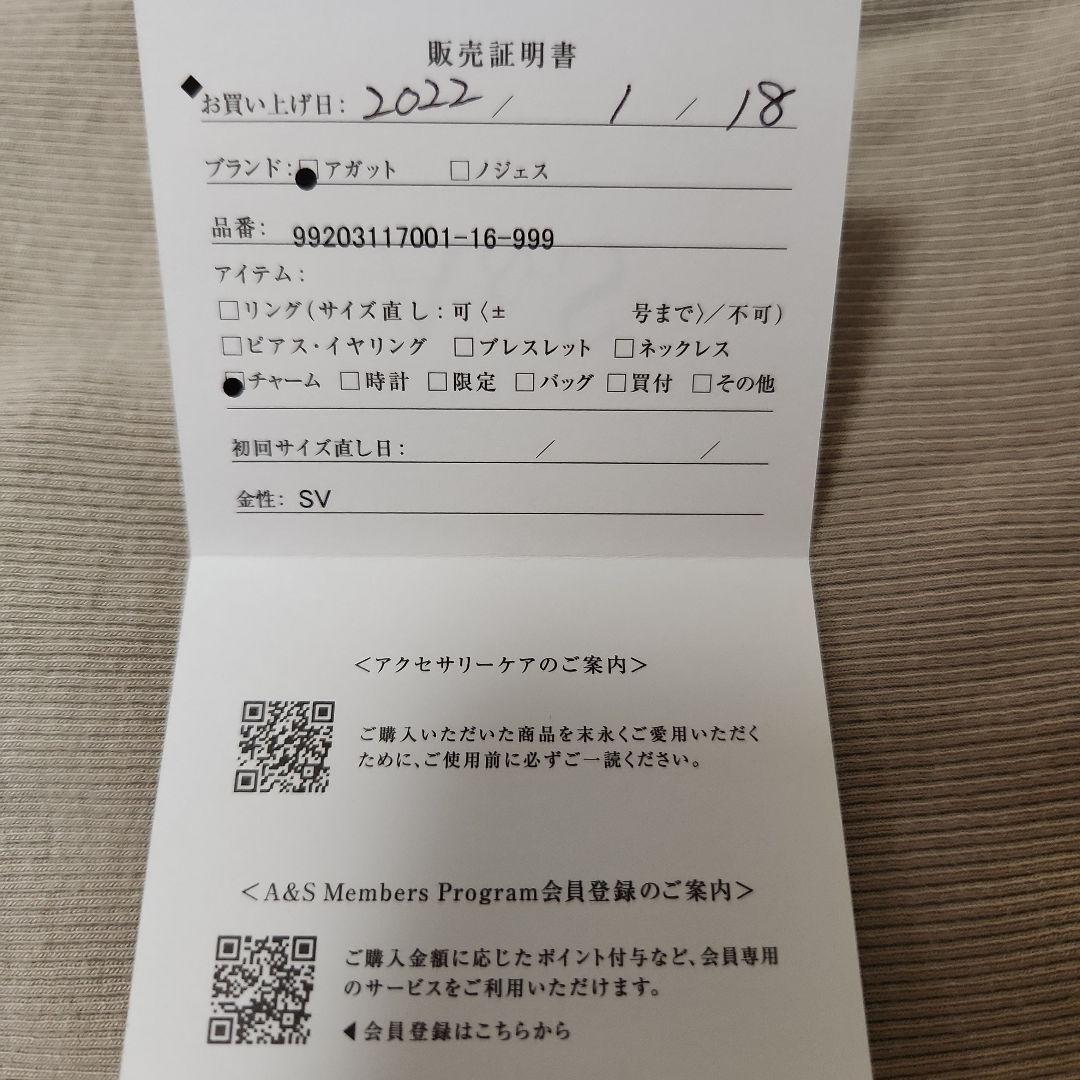 販売証明書
◆
お買い上げ日: 2022 / 1 / 18
ブランド: ●アガット □ノジェス
品番: 99203117001-16-999
アイテム:
□リング(サイズ直し:可〈± 号まで〉/不可)
□ピアス・イヤリング □ブレスレット □ネックレス
●チャーム □時計 □限定 □バッグ □買付 □その他
初回サイズ直し日: / /
金性: SV
<アクセサリーケアのご案内>
ご購入いただいた商品を末永くご愛用いただく
ために、ご使用前に必ずご一読ください。
<A&S Members Program会員登録のご案内>
ご購入金額に応じたポイント付与など、会員専用
のサービスをご利用いただけます。
◀会員登録はこちらから